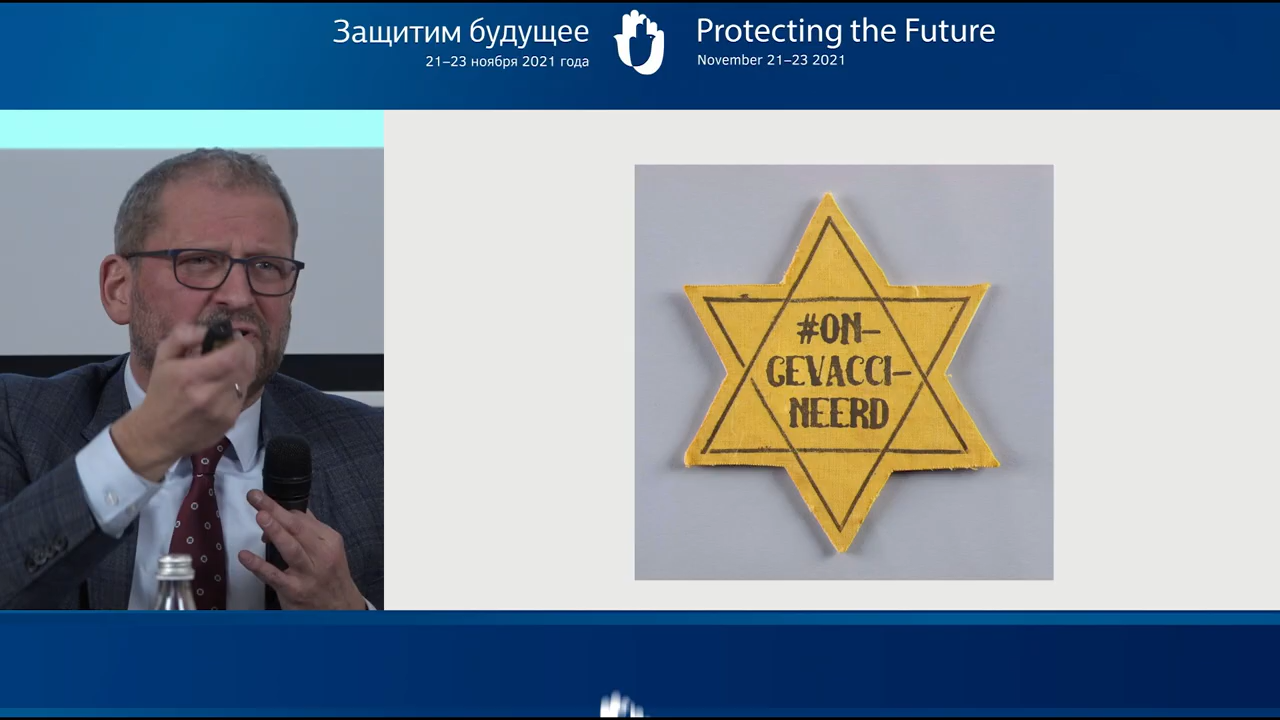 Защитим будущее
21–23 ноября 2021 года
Protecting the Future
November 21–23 2021
#ON-
GEVACCI-
NEERD